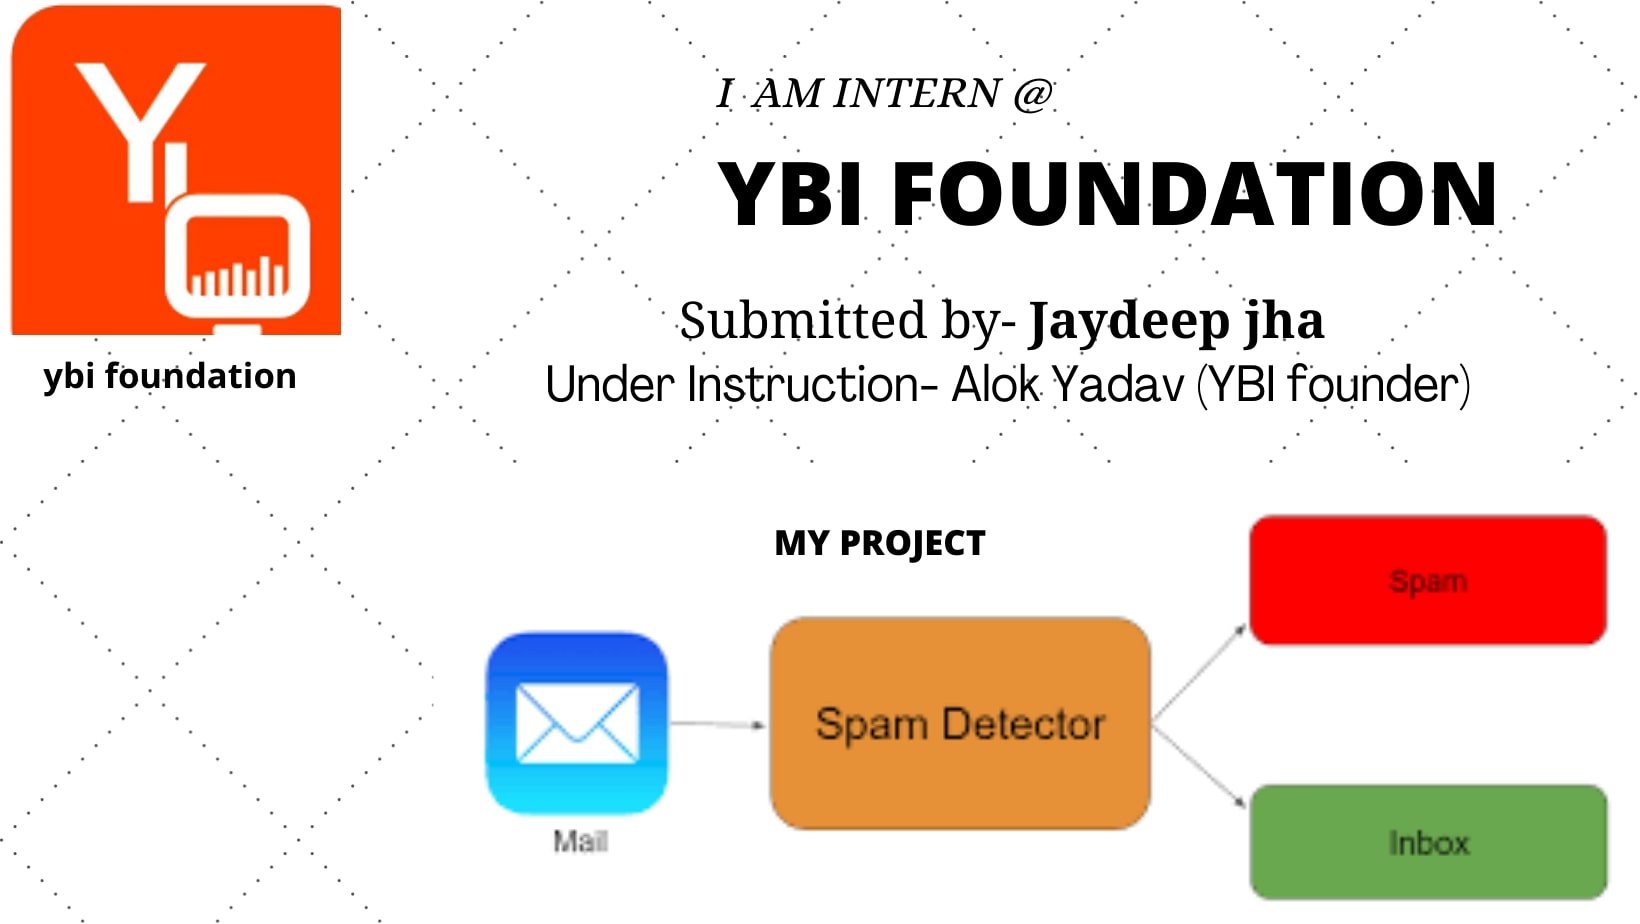 YbI
ybi foundation
I AM INTERN @
YBI FOUNDATION
Submitted by- Jaydeep jha
Under Instruction- Alok Yadav (YBI founder)
MY PROJECT
Mail
Spam Detector
Spam
Inbox